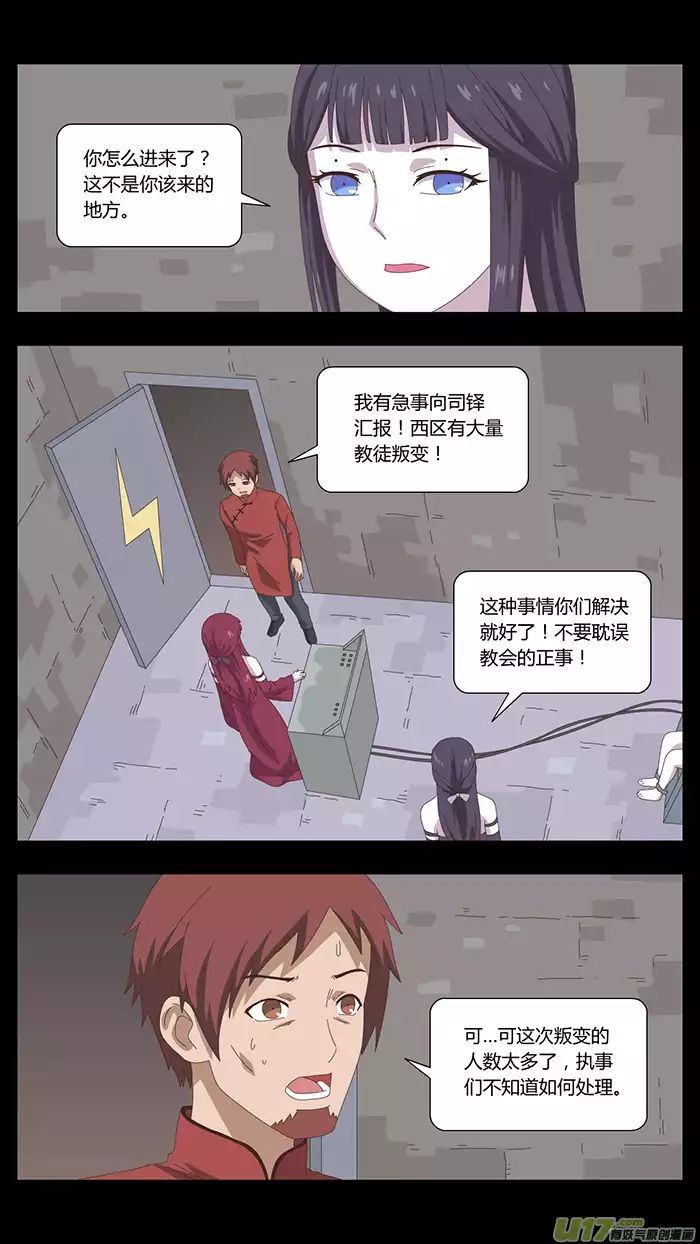 你怎么进来了？
这不是你该来的
地方。
我有急事向司铎
汇报！西区有大量
教徒叛变！
这种事情你们解决
就好了！不要耽误
教会的正事！
可…可这次叛变的
人数太多了，执事
们不知道如何处理。
U17.com
有妖气原创漫画